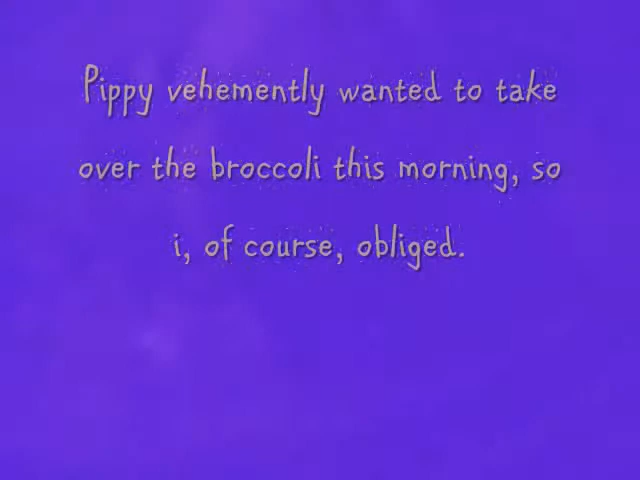 Pippy vehemently wanted to take
over the broccoli this morning, so
i, of course, obliged.